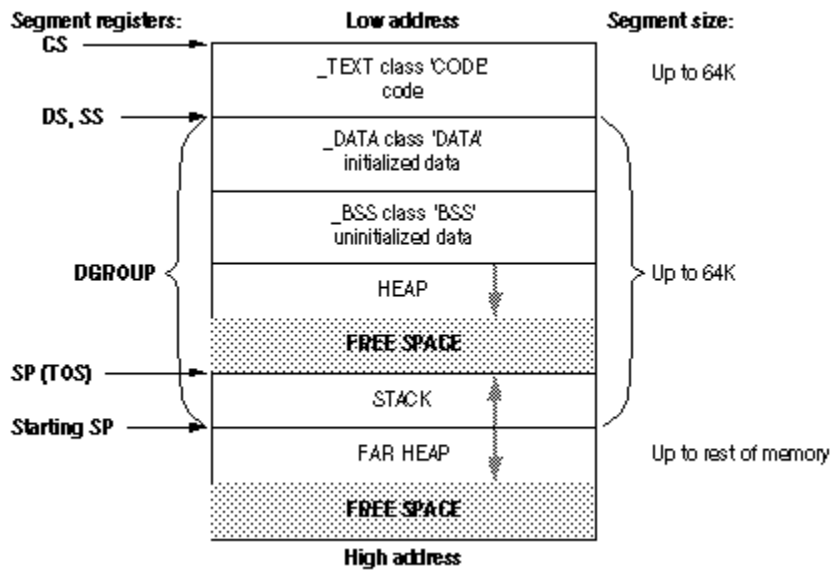 Segment registers: Low address Segment size:
CS
_TEXT class 'CODE'
code
Up to 64K
DS, SS
_DATA class 'DATA'
initialized data
_BSS class 'BSS'
uninitialized data
DGROUP
Up to 64K
HEAP
FREE SPACE
SP (TOS)
STACK
Starting SP
FAR HEAP
Up to rest of memory
FREE SPACE
High address